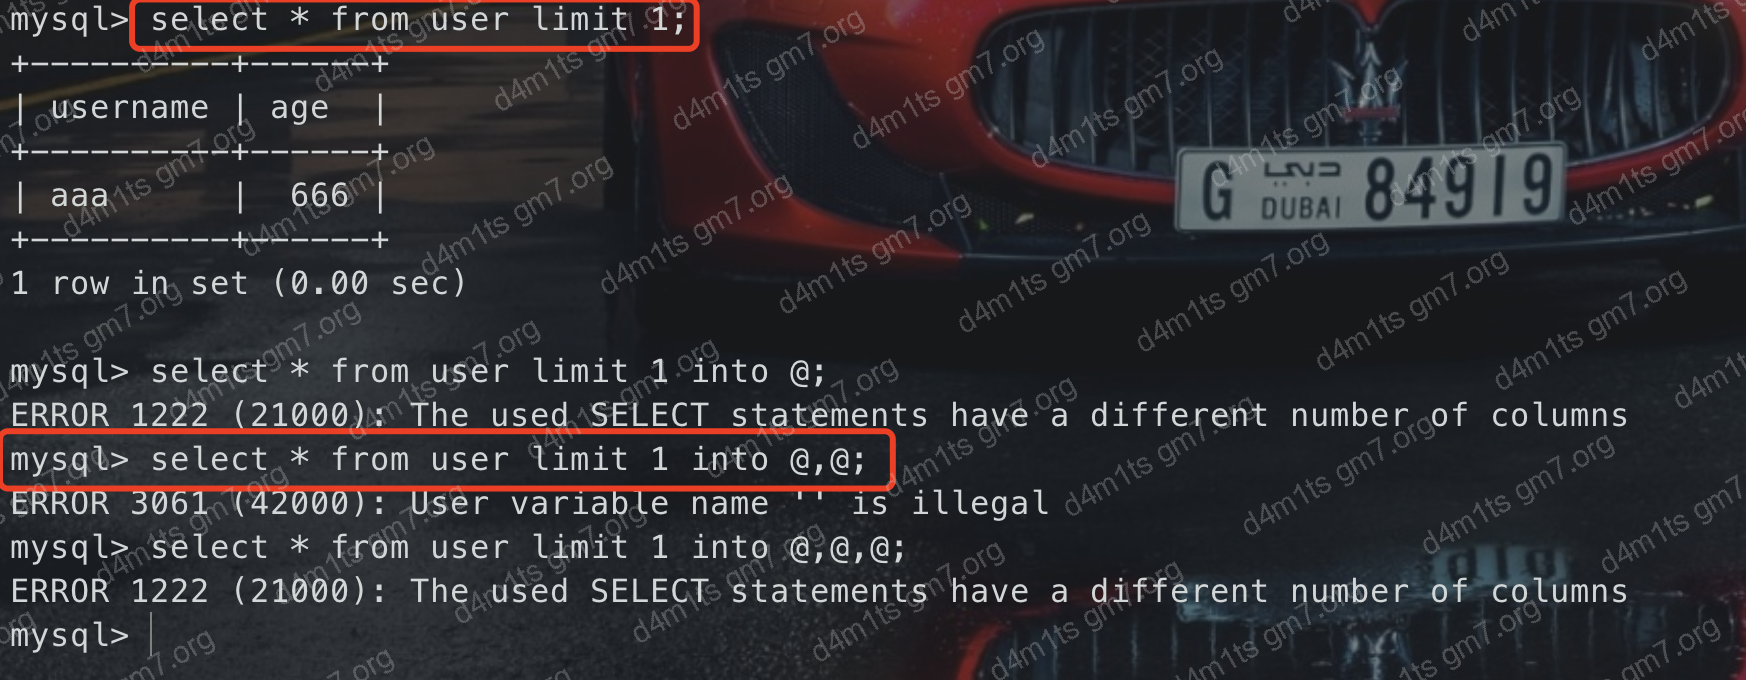 mysql> select * from user limit 1;
+----------+------+
| username | age  |
+----------+------+
| aaa      |  666 |
+----------+------+
1 row in set (0.00 sec)
mysql> select * from user limit 1 into @;
ERROR 1222 (21000): The used SELECT statements have a different number of columns
mysql> select * from user limit 1 into @,@;
ERROR 3061 (42000): User variable name '' is illegal
mysql> select * from user limit 1 into @,@,@;
ERROR 1222 (21000): The used SELECT statements have a different number of columns
mysql>
G دبي DUBAI 84919
d4m1ts gm7.org